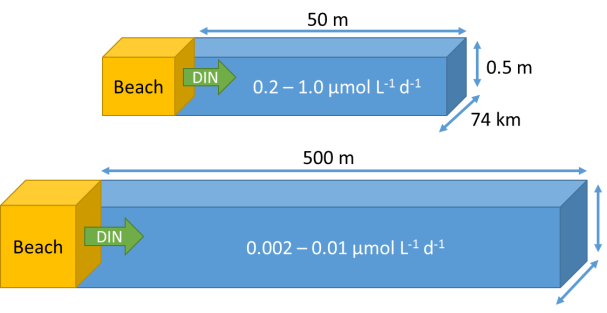 50 m
Beach
DIN
0.2 – 1.0 µmol L⁻¹ d⁻¹
0.5 m
74 km
500 m
Beach
DIN
0.002 – 0.01 µmol L⁻¹ d⁻¹